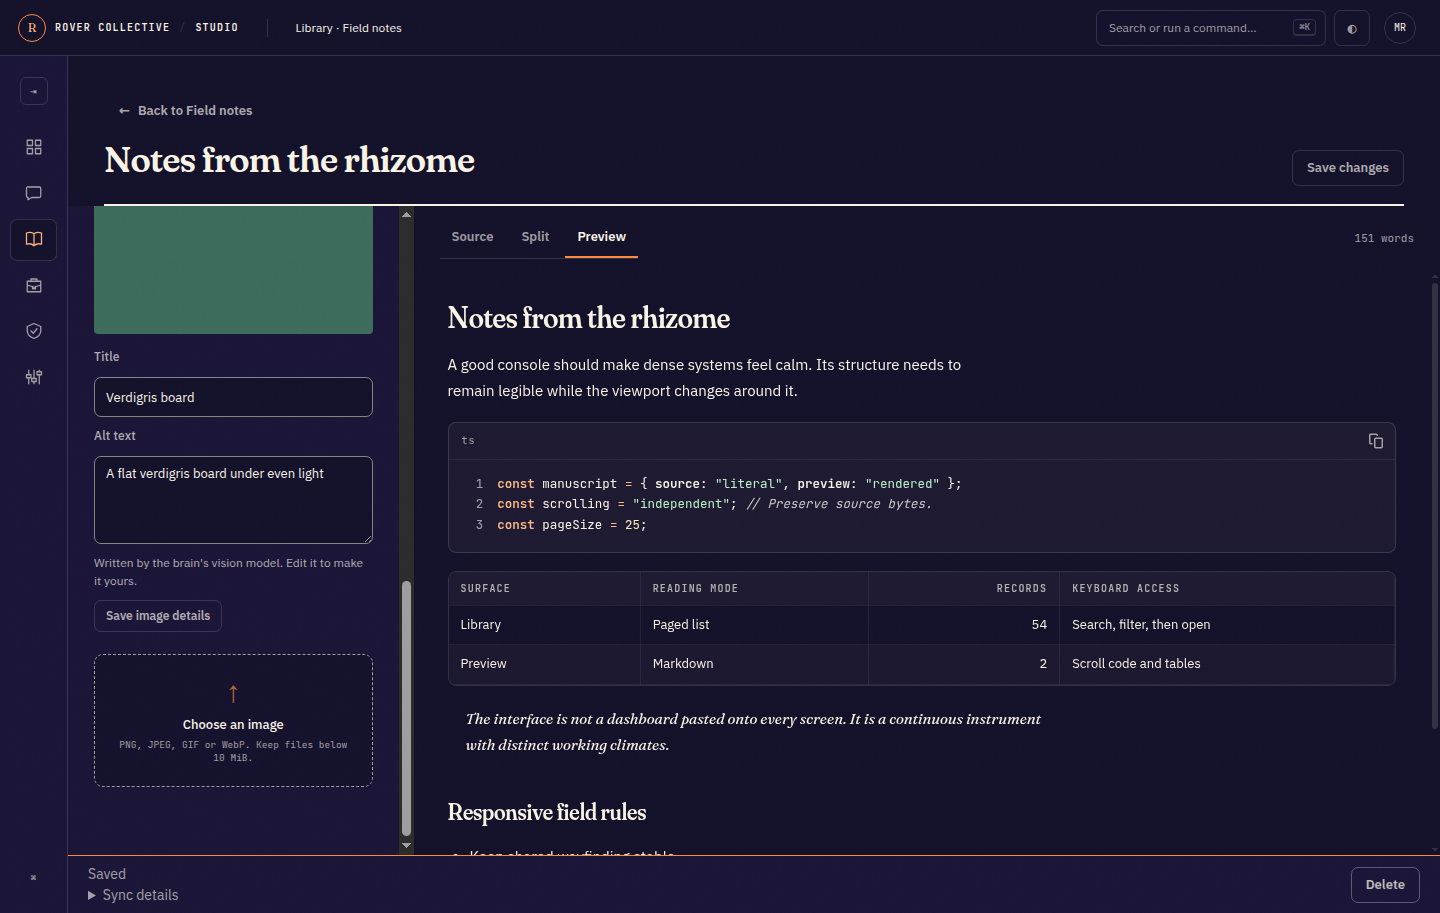 R ROVER COLLECTIVE / STUDIO
Library · Field notes
Search or run a command... ⌘K
MR
← Back to Field notes
Notes from the rhizome
Save changes
Title
Verdigris board
Alt text
A flat verdigris board under even light
Written by the brain's vision model. Edit it to make
it yours.
Save image details
↑
Choose an image
PNG, JPEG, GIF or WebP. Keep files below
10 MiB.
Source Split Preview
151 words
Notes from the rhizome
A good console should make dense systems feel calm. Its structure needs to
remain legible while the viewport changes around it.
ts
1 const manuscript = { source: "literal", preview: "rendered" };
2 const scrolling = "independent"; // Preserve source bytes.
3 const pageSize = 25;
SURFACE READING MODE RECORDS KEYBOARD ACCESS
Library Paged list 54 Search, filter, then open
Preview Markdown 2 Scroll code and tables
The interface is not a dashboard pasted onto every screen. It is a continuous instrument
with distinct working climates.
Responsive field rules
Keep shared wayfinding stable
⌘
Saved
▶ Sync details
Delete